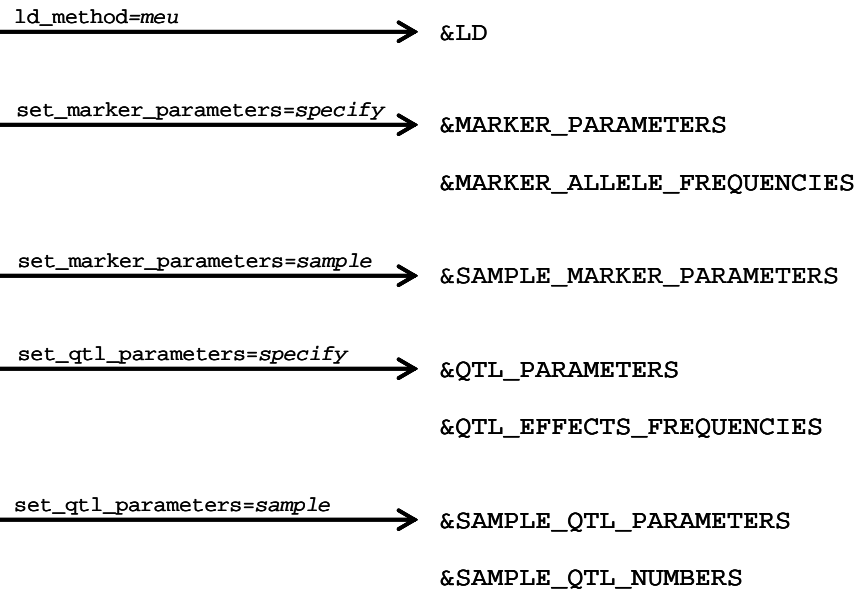 ld_method=meu
&LD
set_marker_parameters=specify
&MARKER_PARAMETERS
&MARKER_ALLELE_FREQUENCIES
set_marker_parameters=sample
&SAMPLE_MARKER_PARAMETERS
set_qtl_parameters=specify
&QTL_PARAMETERS
&QTL_EFFECTS_FREQUENCIES
set_qtl_parameters=sample
&SAMPLE_QTL_PARAMETERS
&SAMPLE_QTL_NUMBERS